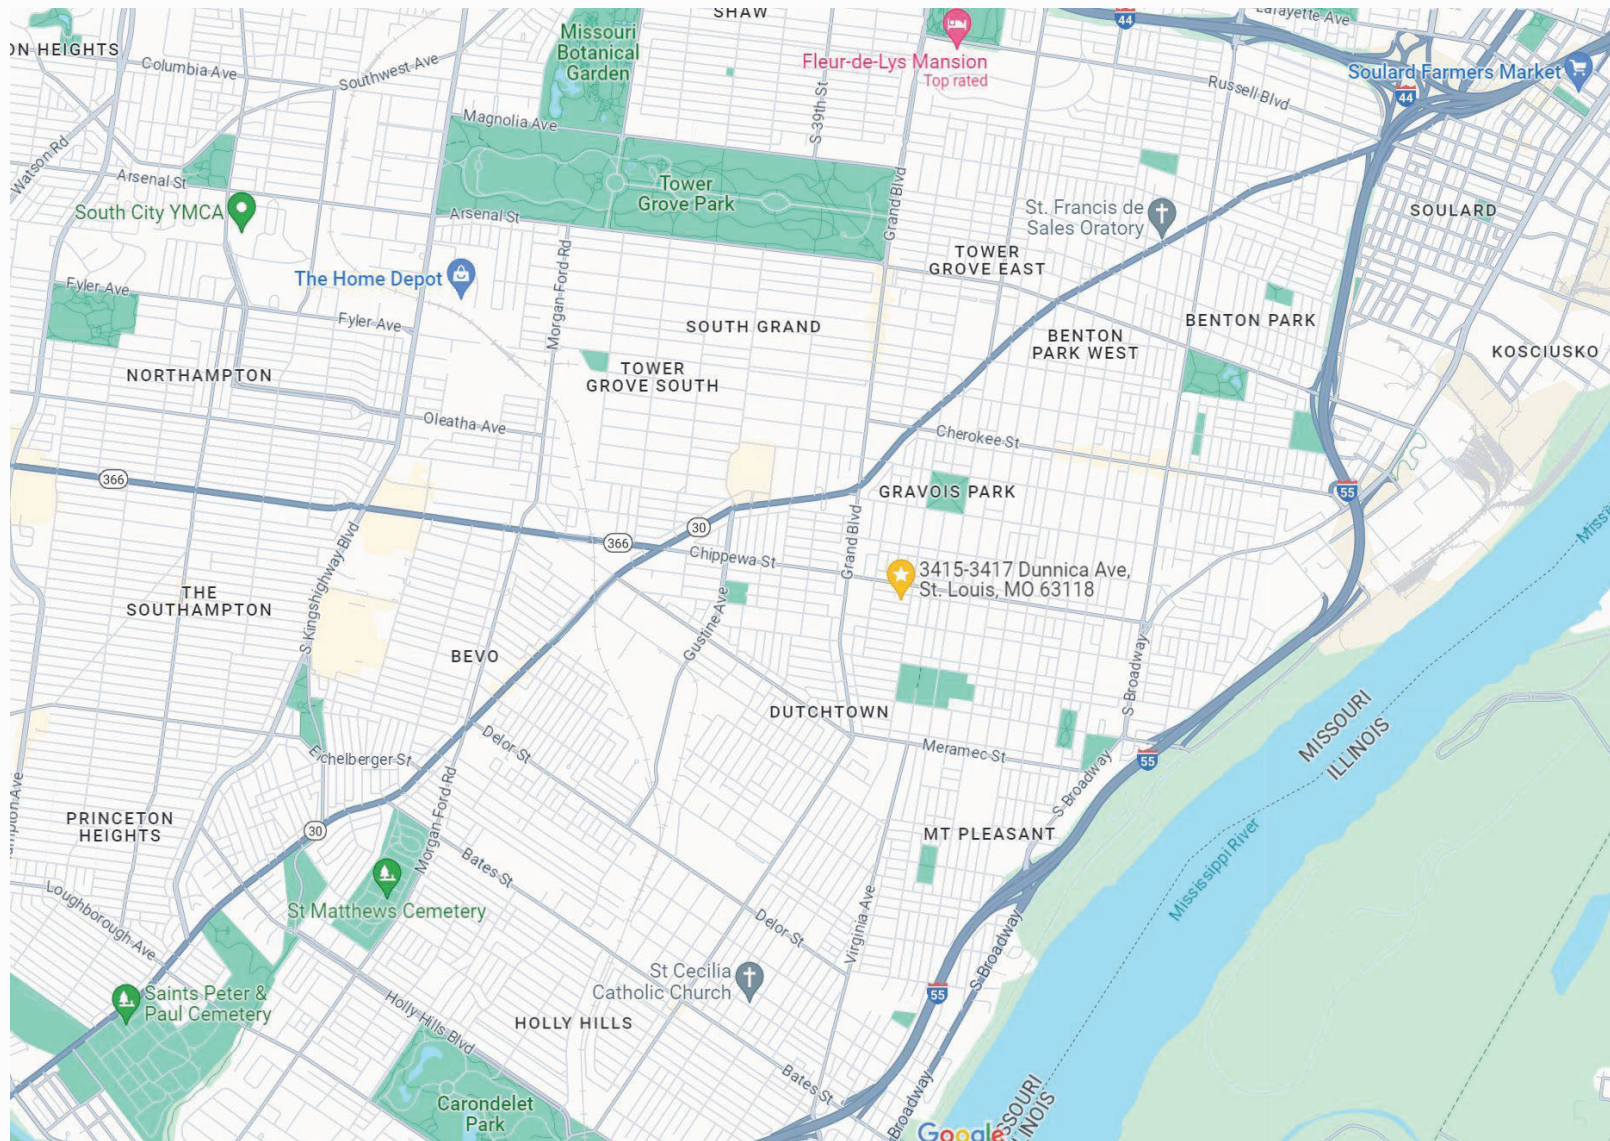 SHAW
44
Lafayette Ave
Missouri
Botanical
Garden
ON HEIGHTS
Columbia Ave
Southwest Ave
Fleur-de-Lys Mansion
Top rated
Soulard Farmers Market
Russell Blvd
44
S 39th St
Magnolia Ave
Watson Rd
Arsenal St
South City YMCA
Tower
Grove Park
Grand Blvd
Arsenal St
St. Francis de
Sales Oratory
SOULARD
TOWER
GROVE EAST
The Home Depot
Morgan Ford Rd
Fyler Ave
Fyler Ave
SOUTH GRAND
BENTON PARK
BENTON
PARK WEST
KOSCIUSKO
NORTHAMPTON
TOWER
GROVE SOUTH
Oleatha Ave
Cherokee St
366
GRAVOIS PARK
55
30
366
Grand Blvd
Chippewa St
S Kingshighway Blvd
3415-3417 Dunnica Ave,
St. Louis, MO 63118
THE
SOUTHAMPTON
Gustine Ave
BEVO
S Broadway
DUTCHTOWN
MISSOURI
ILLINOIS
Delor St
Meramec St
Eichelberger St
55
S Broadway
Morgan Ford Rd
PRINCETON
HEIGHTS
30
MT PLEASANT
Mississippi River
Bates St
Loughborough Ave
St Matthews Cemetery
Delor St
Virginia Ave
S Broadway
St Cecilia
Catholic Church
55
Saints Peter &
Paul Cemetery
Holly Hills Blvd
HOLLY HILLS
Bates St
Carondelet
Park
Broadway
Google